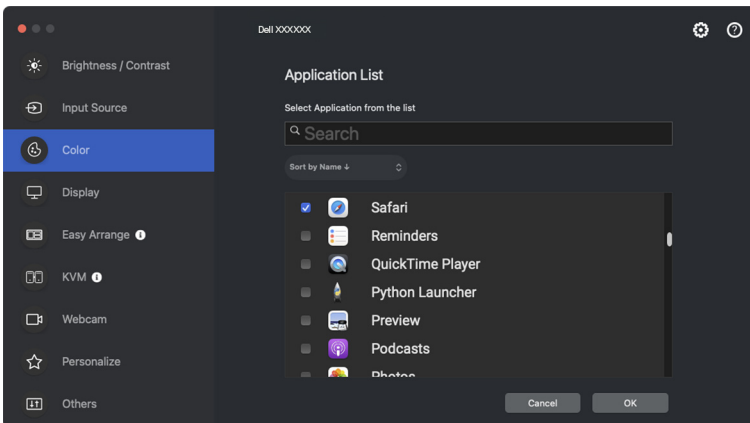 Dell XXXXXX
Brightness / Contrast
Input Source
Color
Display
Easy Arrange
KVM
Webcam
Personalize
Others
Application List
Select Application from the list
Search
Sort by Name ↓
Safari
Reminders
QuickTime Player
Python Launcher
Preview
Podcasts
Photos
Cancel
OK